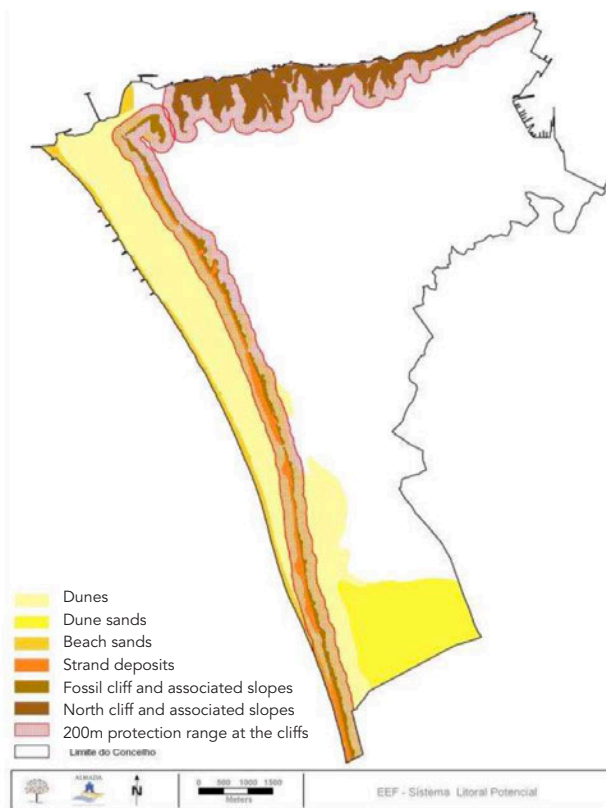 Dunes
Dune sands
Beach sands
Strand deposits
Fossil cliff and associated slopes
North cliff and associated slopes
200m protection range at the cliffs
Limite do Concelho
ALMADA
N
0 500 1000 1500
Meters
EEF - Sistema Litoral Potencial